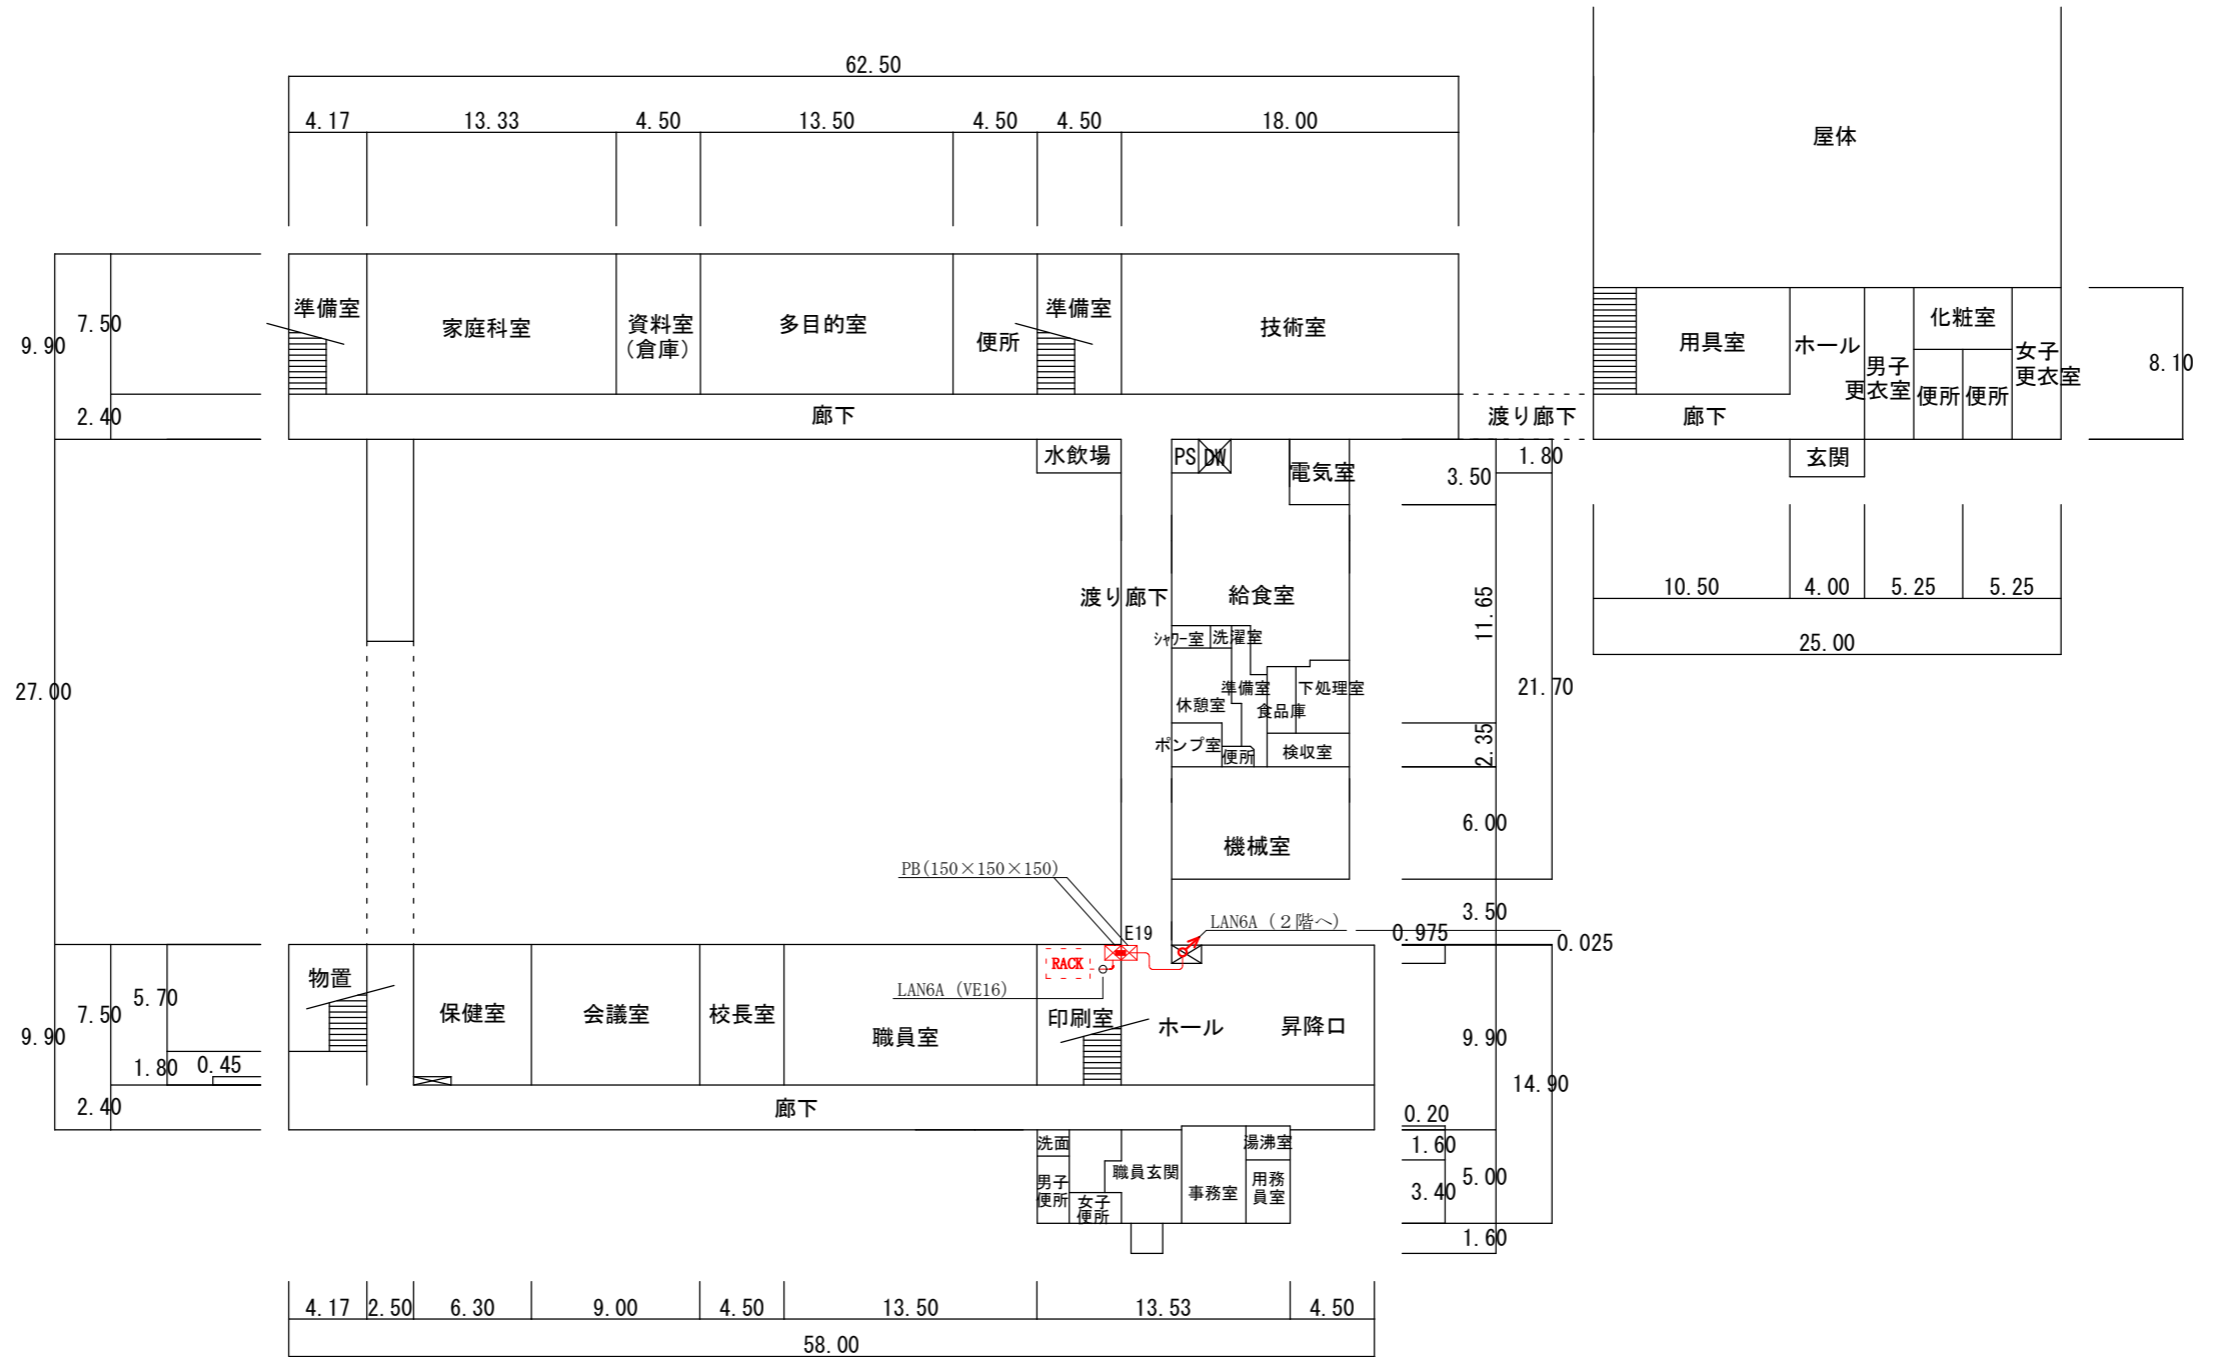 62.50
4.17 13.33 4.50 13.50 4.50 4.50 18.00
屋体
準備室
家庭科室
資料室
(倉庫)
多目的室
便所
準備室
技術室
用具室
ホール
男子
更衣室
化粧室
便所
便所
女子
更衣室
7.50
9.90
2.40
8.10
廊下
渡り廊下
廊下
水飲場
PS
DW
電気室
玄関
1.80
3.50
渡り廊下
給食室
11.65
10.50 4.00 5.25 5.25
25.00
シャワー室
洗濯室
準備室
下処理室
休憩室
食品庫
ポンプ室
便所
検収室
27.00
21.70
2.35
機械室
6.00
PB(150×150×150)
E19
LAN6A (2階へ)
3.50
0.975
0.025
RACK
LAN6A (VE16)
物置
保健室
会議室
校長室
職員室
印刷室
ホール
昇降口
5.70
7.50
9.90
1.80
0.45
2.40
9.90
14.90
廊下
0.20
1.60
5.00
3.40
1.60
洗面
男子
便所
女子
便所
職員玄関
事務室
湯沸室
用務
員室
4.17 2.50 6.30 9.00 4.50 13.50 13.53 4.50
58.00